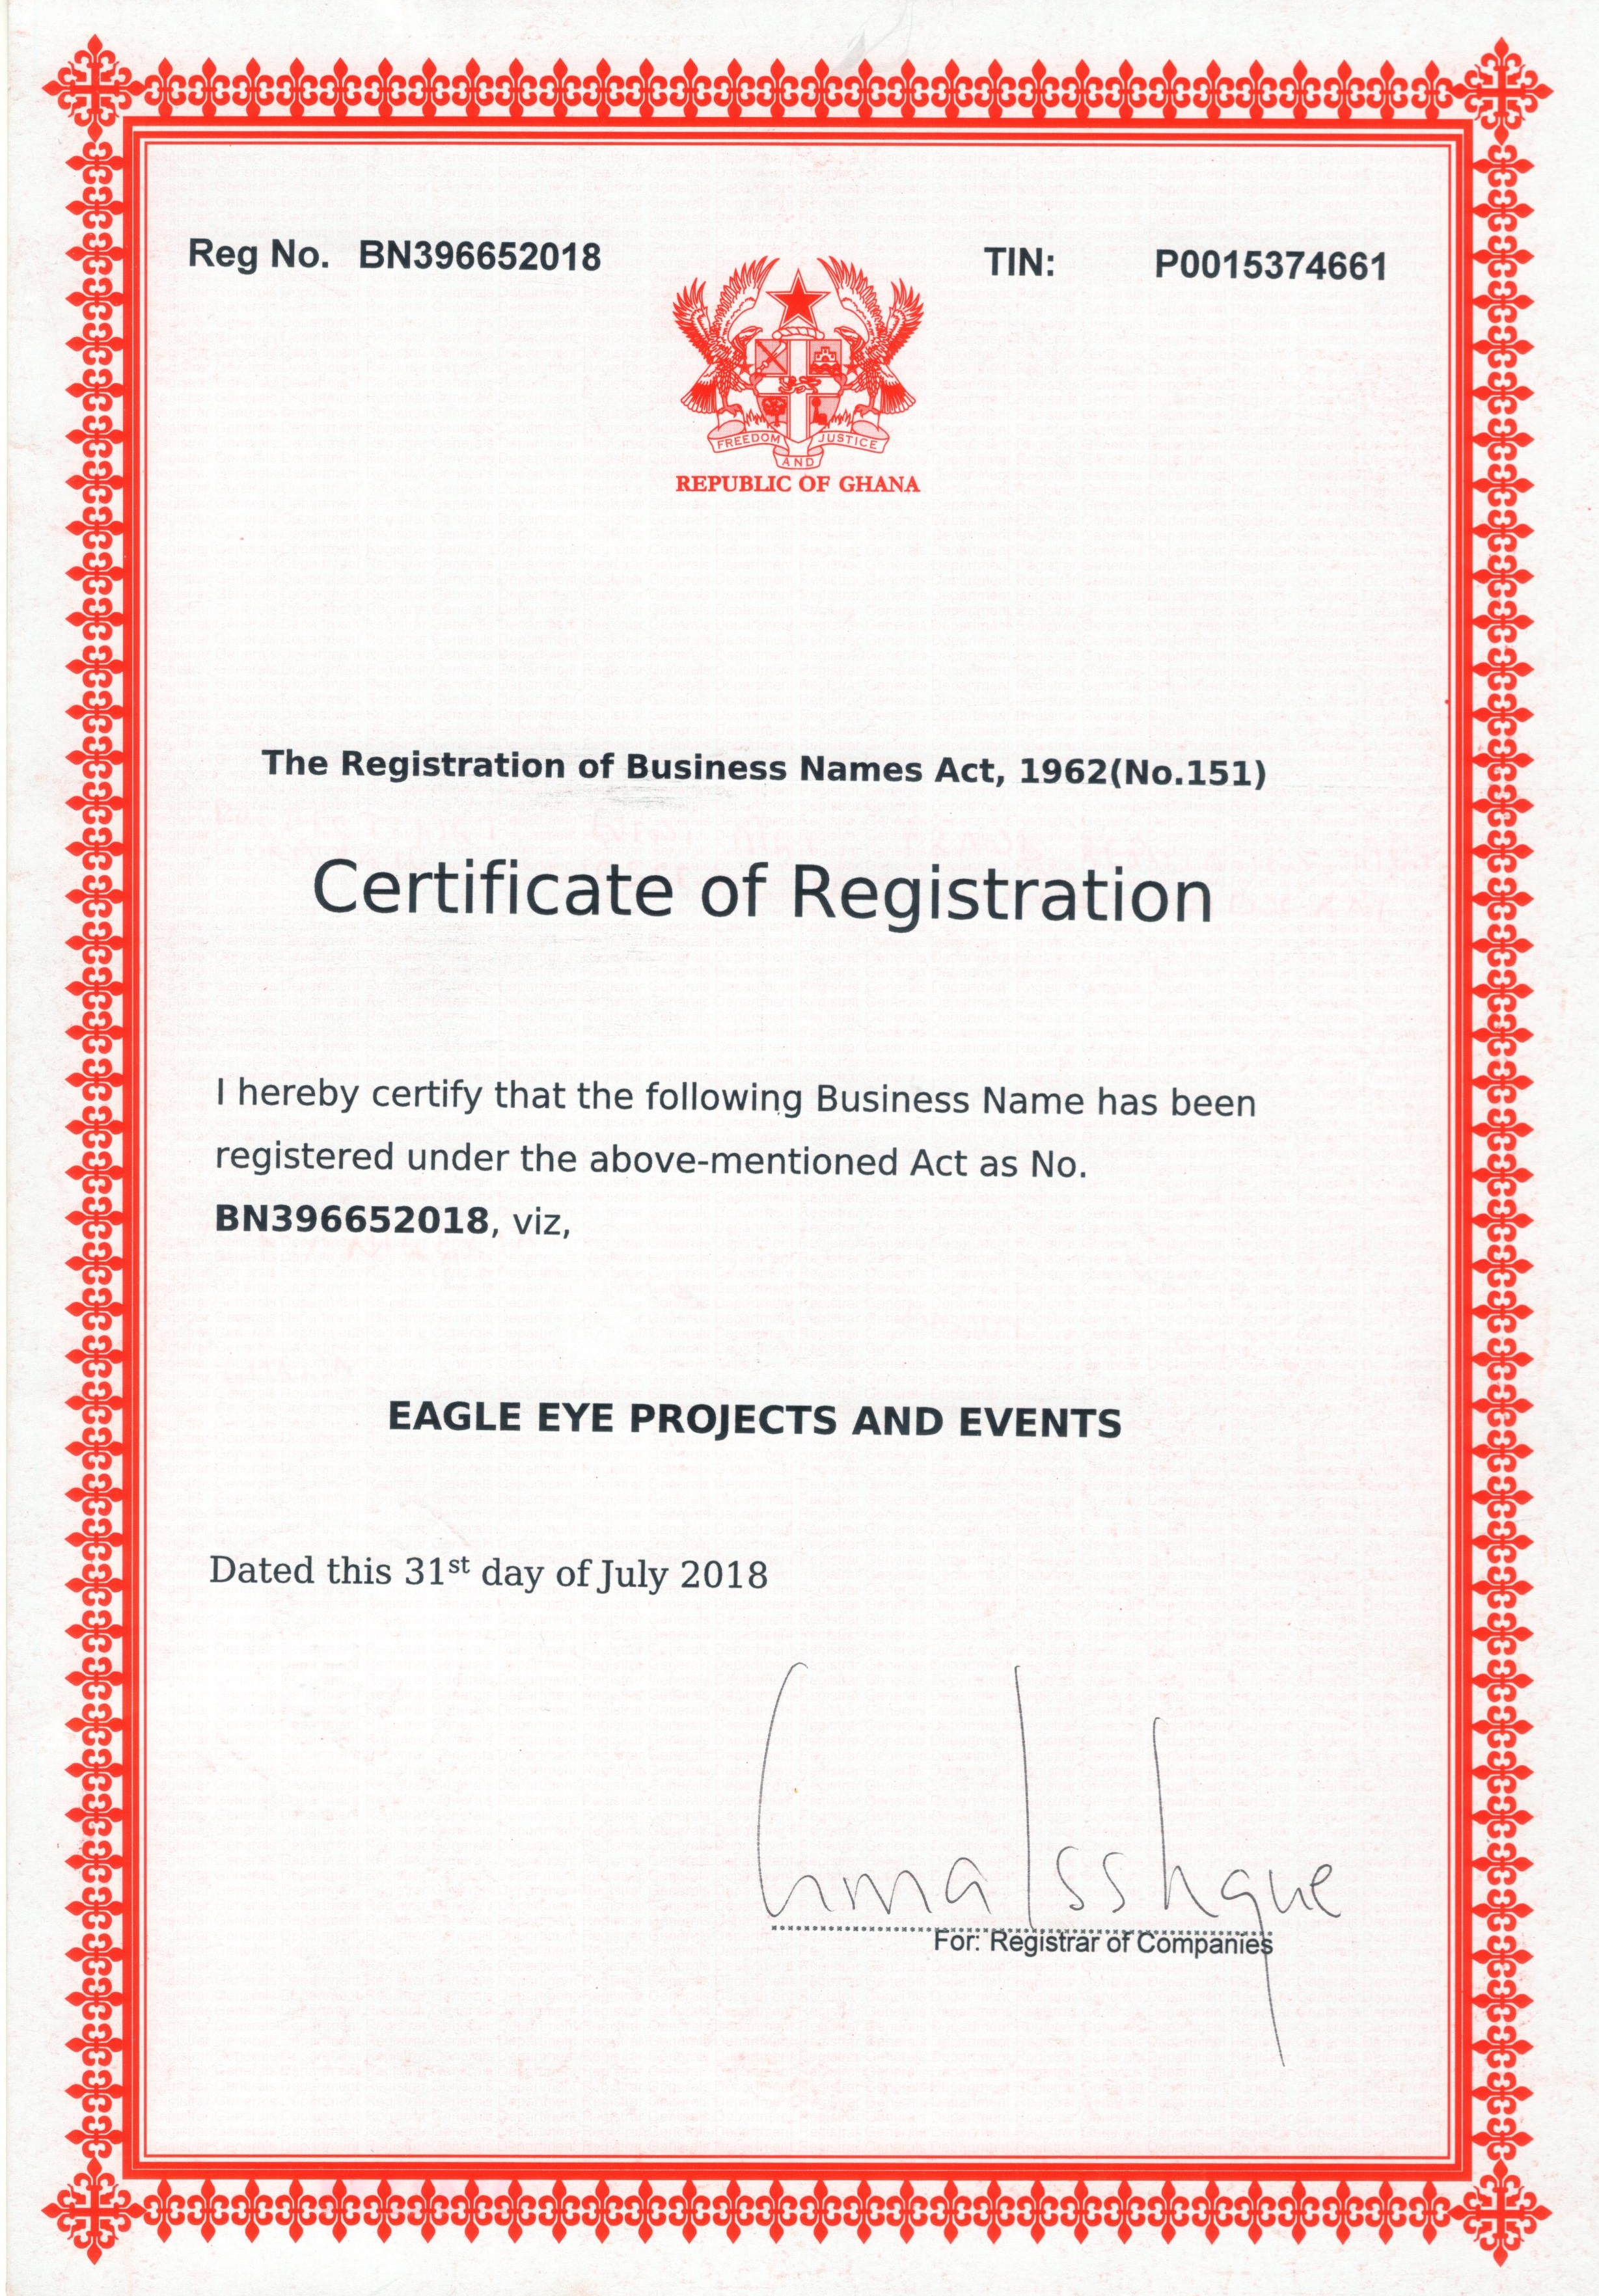 Reg No. BN396652018
TIN: P0015374661
FREEDOM AND JUSTICE
REPUBLIC OF GHANA
The Registration of Business Names Act, 1962(No.151)
Certificate of Registration
I hereby certify that the following Business Name has been
registered under the above-mentioned Act as No.
BN396652018, viz,
EAGLE EYE PROJECTS AND EVENTS
Dated this 31st day of July 2018
For: Registrar of Companies